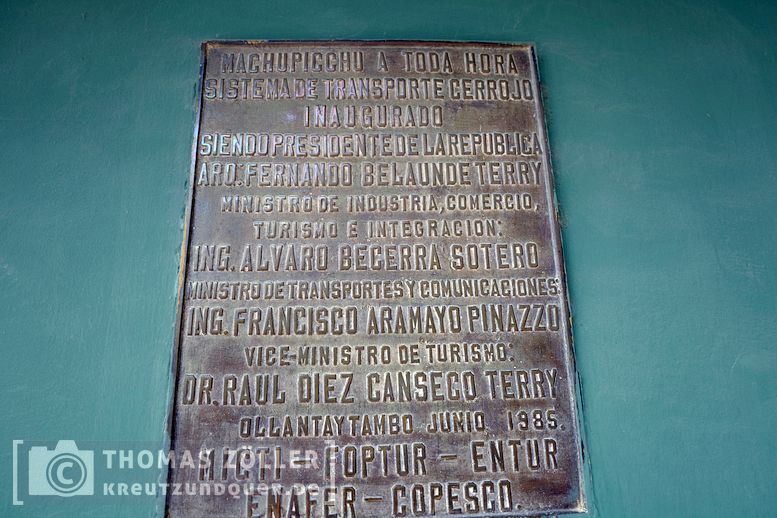 MACHUPICCHU A TODA HORA
SISTEMA DE TRANSPORTE CERROJO
INAUGURADO
SIENDO PRESIDENTE DE LA REPUBLICA
ARQ. FERNANDO BELAUNDE TERRY
MINISTRO DE INDUSTRIA, COMERCIO,
TURISMO E INTEGRACION:
ING. ALVARO BECERRA SOTERO
MINISTRO DE TRANSPORTES Y COMUNICACIONES:
ING. FRANCISCO ARAMAYO PINAZZO
VICE-MINISTRO DE TURISMO:
DR. RAUL DIEZ CANSECO TERRY
OLLANTAYTAMBO JUNIO 1985.
MICTI - FOPTUR - ENTUR
ENAFER - COPESCO.
© THOMAS ZÖLLER
KREUTZUNDQUER.DE